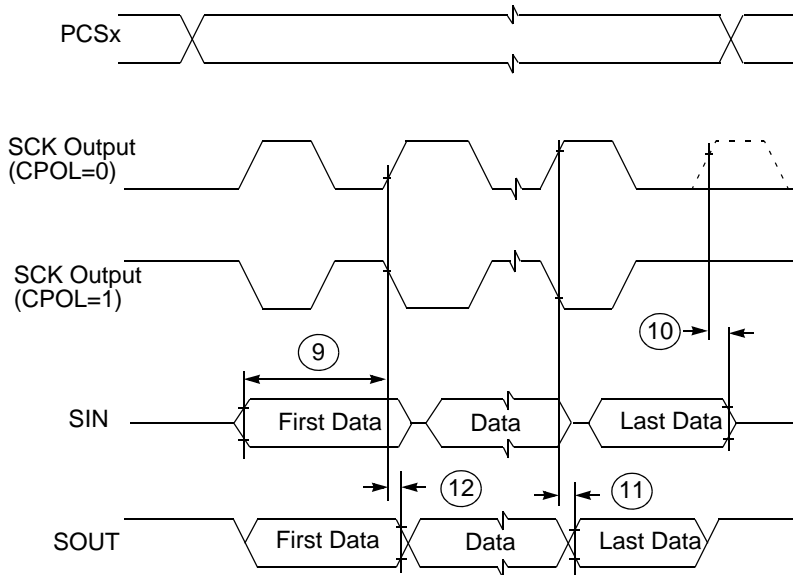 PCSx
SCK Output
(CPOL=0)
SCK Output
(CPOL=1)
9
10
SIN
First Data
Data
Last Data
12
11
SOUT
First Data
Data
Last Data